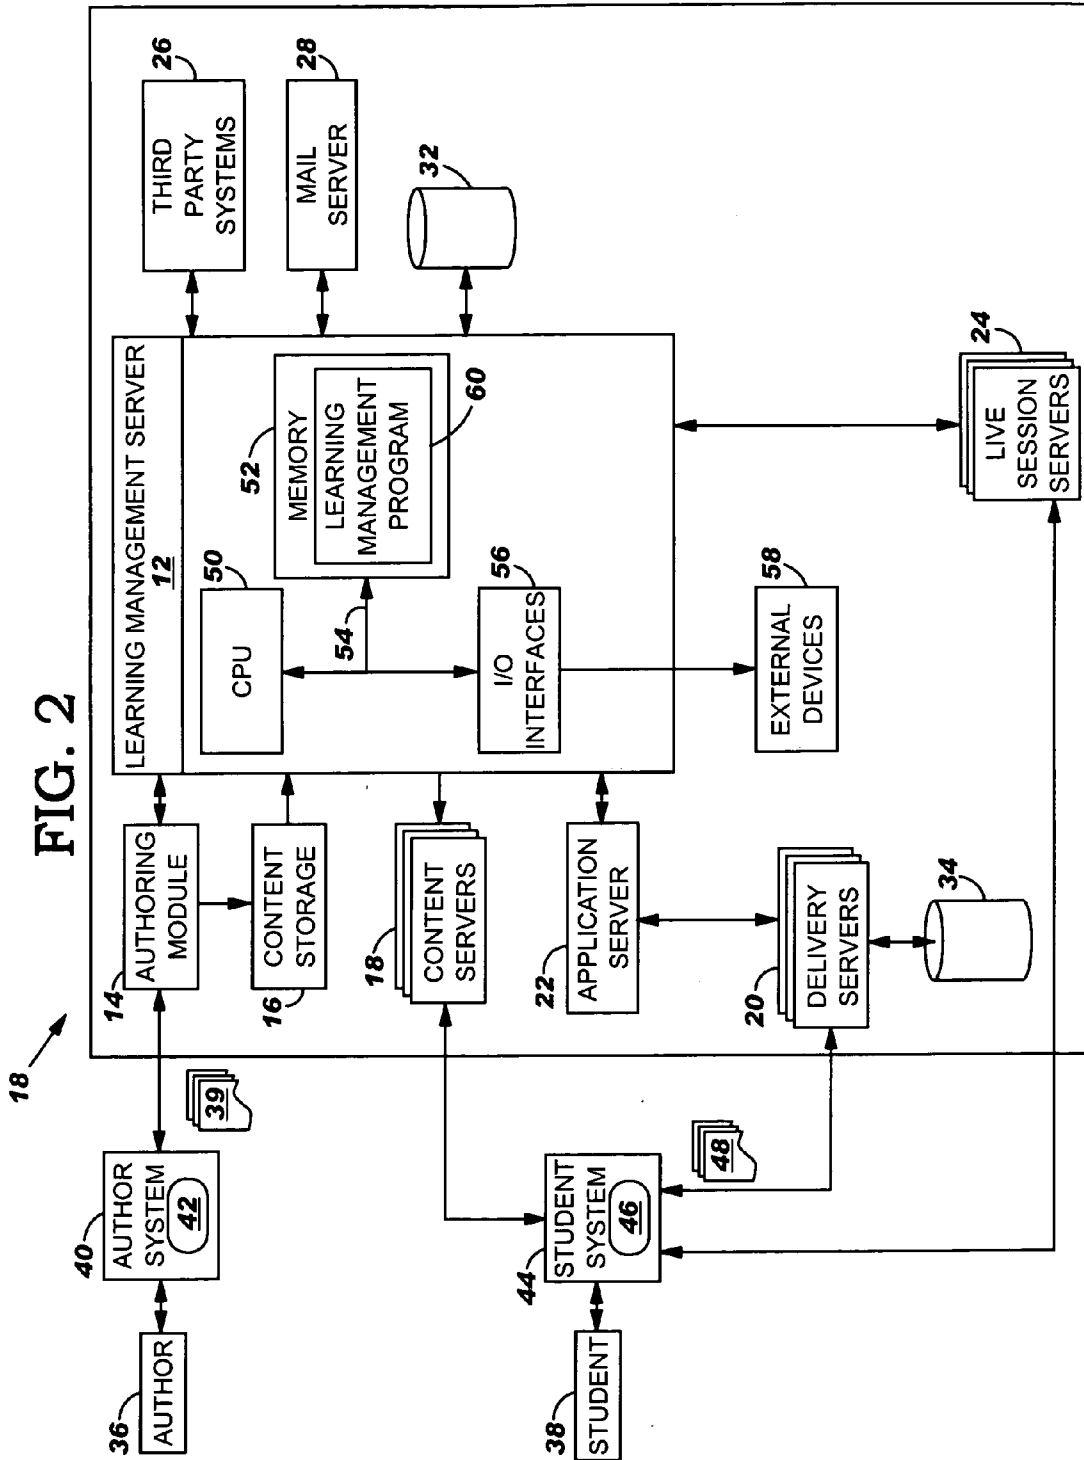 FIG. 2
18
36
AUTHOR
40
AUTHOR
SYSTEM
42
39
14
AUTHORING
MODULE
16
CONTENT
STORAGE
LEARNING MANAGEMENT SERVER
12
50
CPU
52
MEMORY
LEARNING
MANAGEMENT
PROGRAM
60
54
56
I/O
INTERFACES
26
THIRD
PARTY
SYSTEMS
28
MAIL
SERVER
32
18
CONTENT
SERVERS
22
APPLICATION
SERVER
58
EXTERNAL
DEVICES
38
STUDENT
44
STUDENT
SYSTEM
46
48
20
DELIVERY
SERVERS
34
24
LIVE
SESSION
SERVERS